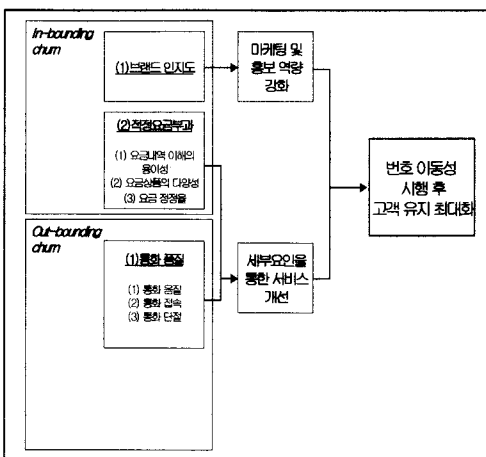 In-bounding
churn
(1)브랜드 인지도
(2)적정요금부과
(1) 요금내역 이해의
용이성
(2) 요금상품의 다양성
(3) 요금 정정율
Out-bounding
churn
(1)통화 품질
(1) 통화 음질
(2) 통화 접속
(3) 통화 단절
마케팅 및
홍보 역량
강화
세부요인을
통한 서비스
개선
번호 이동성
시행 후
고객 유지 최대화